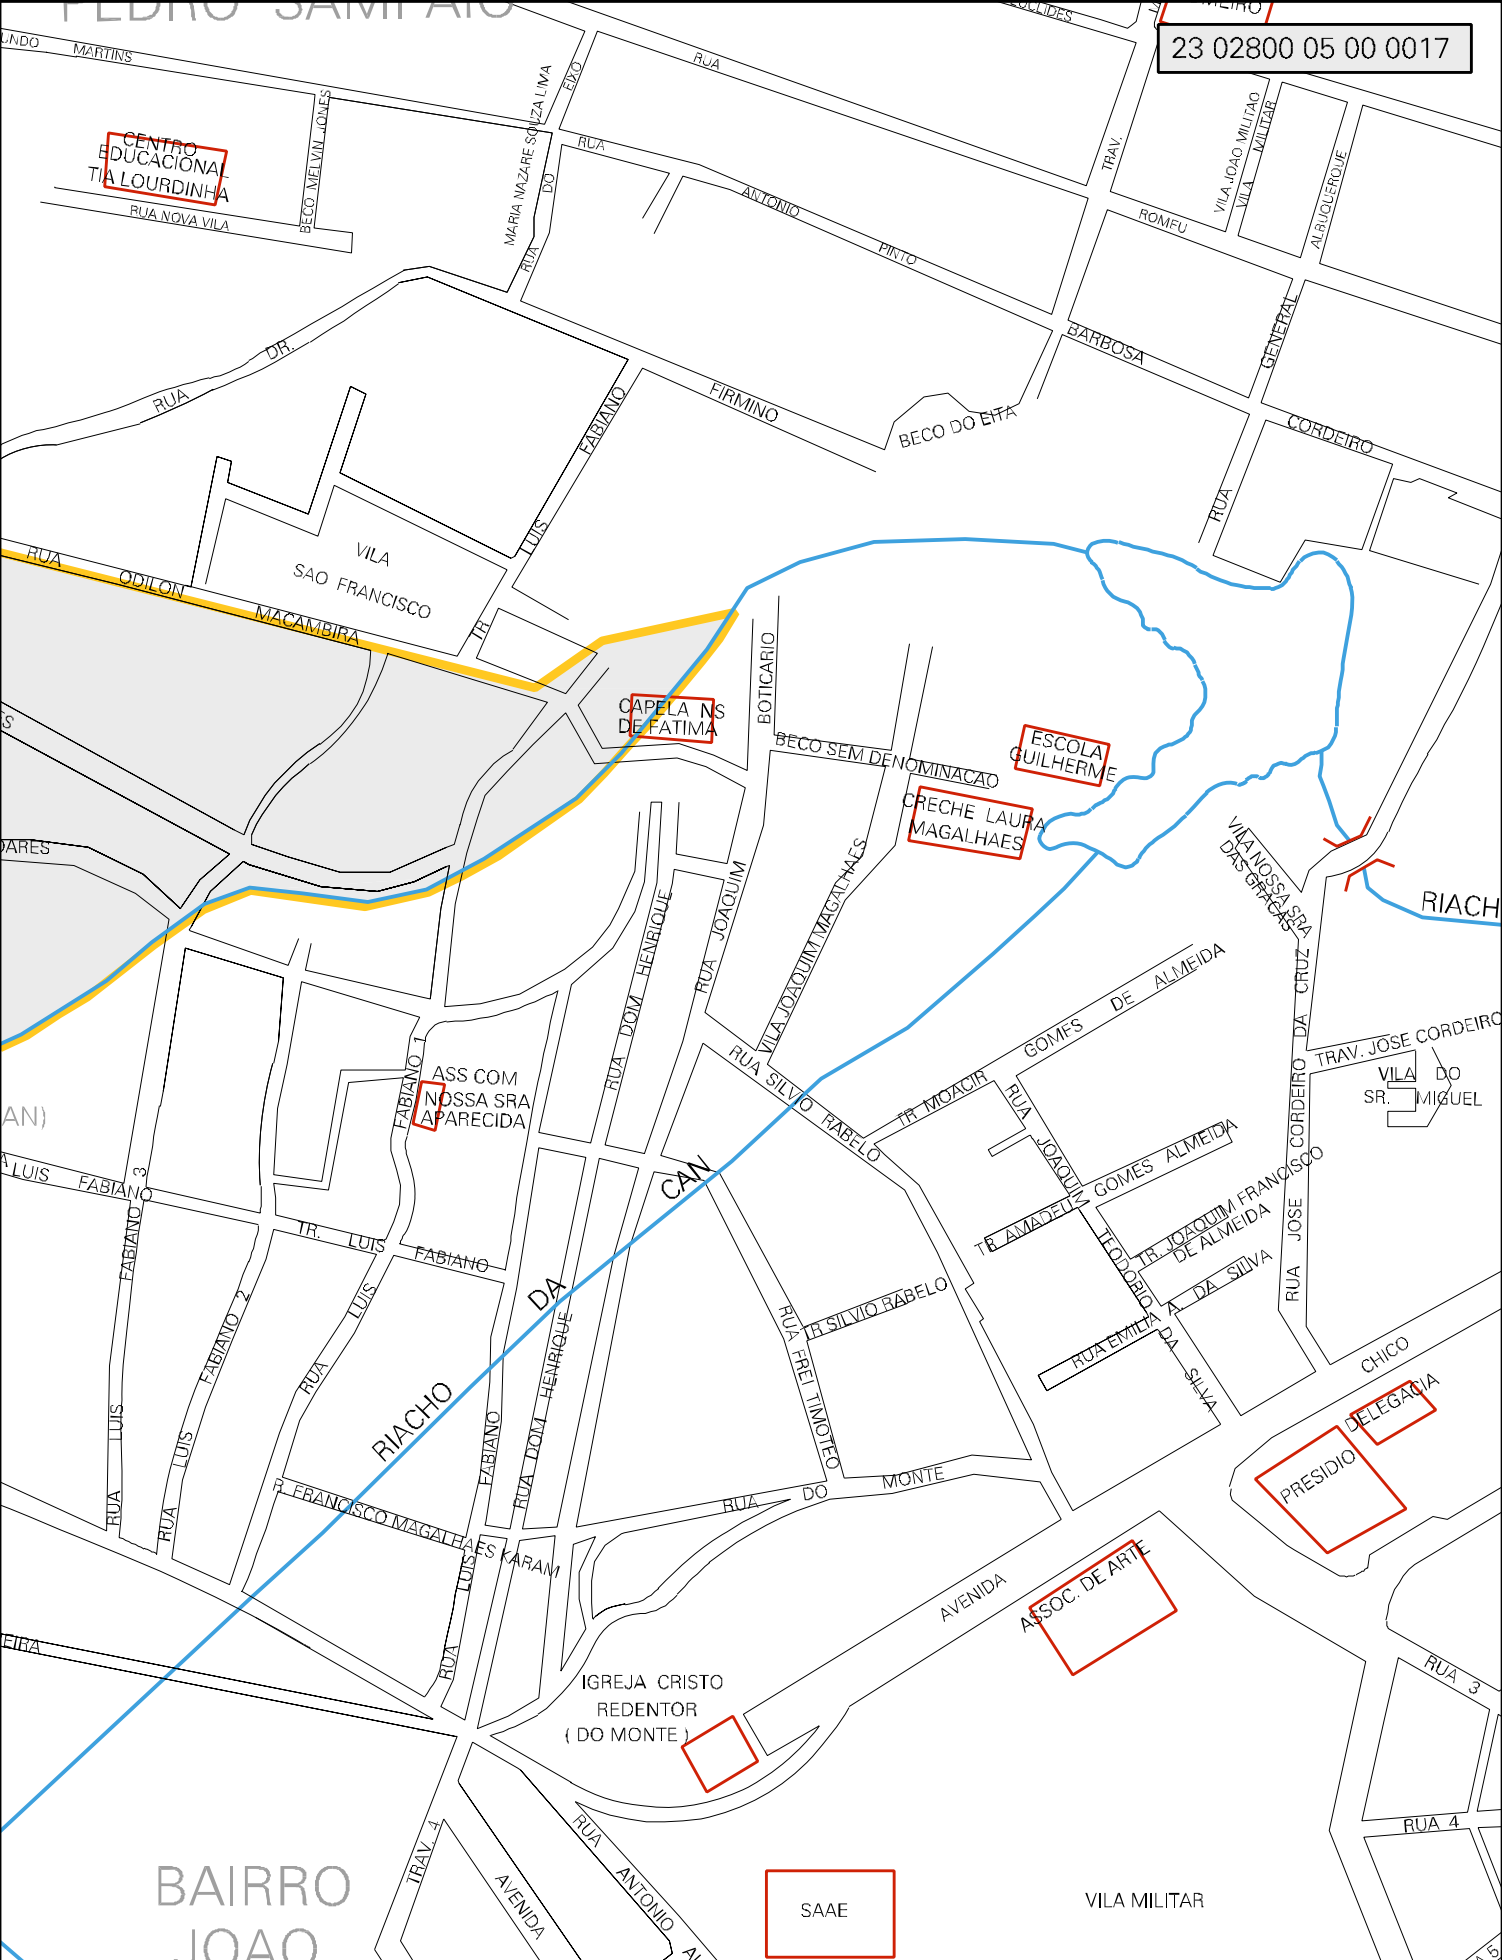 PEDRO SAMPAIO
23 02800 05 00 0017
MARTINS
RUA
TRAV.
MARIA NAZARE SOUZA LIMA
EIXO
BECO MELVIN JONES
CENTRO
EDUCACIONAL
TIA LOURDINHA
RUA NOVA VILA
RUA
ANTONIO
PINTO
BARBOSA
CORDEIRO
RUA
DO
ROMEU
VILA JOAO MILITAO
VILA
MILITAR
ALBUQUERQUE
GENERAL
RUA
RUA
DR.
FIRMINO
BECO DO EITA
FABIANO
LUIS
TR
VILA
SAO FRANCISCO
RUA
ODILON
MACAMBIRA
CAPELA NS
DE FATIMA
BOTICARIO
BECO SEM DENOMINACAO
ESCOLA
GUILHERME
CRECHE LAURA
MAGALHAES
VILA NOSSA SRA
DAS GRACAS
RIACH
RUA JOAQUIM
VILA JOAQUIM MAGALHAES
RUA DOM HENRIQUE
RUA SILVIO RABELO
TR MOACIR
GOMES DE ALMEIDA
RUA JOSE CORDEIRO DA CRUZ
TRAV. JOSE CORDEIRO
VILA DO
SR. MIGUEL
ASS COM
NOSSA SRA
APARECIDA
FABIANO 1
LUIS
RUA
AN)
LUIS FABIANO
FABIANO 3
LUIS
RUA
FABIANO 2
LUIS
RUA
TR. LUIS FABIANO
RIACHO DA CAN
RUA JOAQUIM
TEODORIO DA SILVA
TR. AMADEU
GOMES ALMEIDA
TR. JOAQUIM FRANCISCO
DE ALMEIDA
RUA EMILIA A. DA SILVA
TR SILVIO RABELO
RUA FREI TIMOTEO
RUA DOM HENRIQUE
FABIANO
LUIS
RUA
R. FRANCISCO MAGALHAES KARAM
RUA DO MONTE
CHICO
AVENIDA
DELEGACIA
PRESIDIO
ASSOC. DE ARTE
EIRA
IGREJA CRISTO
REDENTOR
( DO MONTE )
RUA 3
RUA 4
TRAV. 4
AVENIDA
RUA
ANTONIO
SAAE
VILA MILITAR
BAIRRO
JOAO